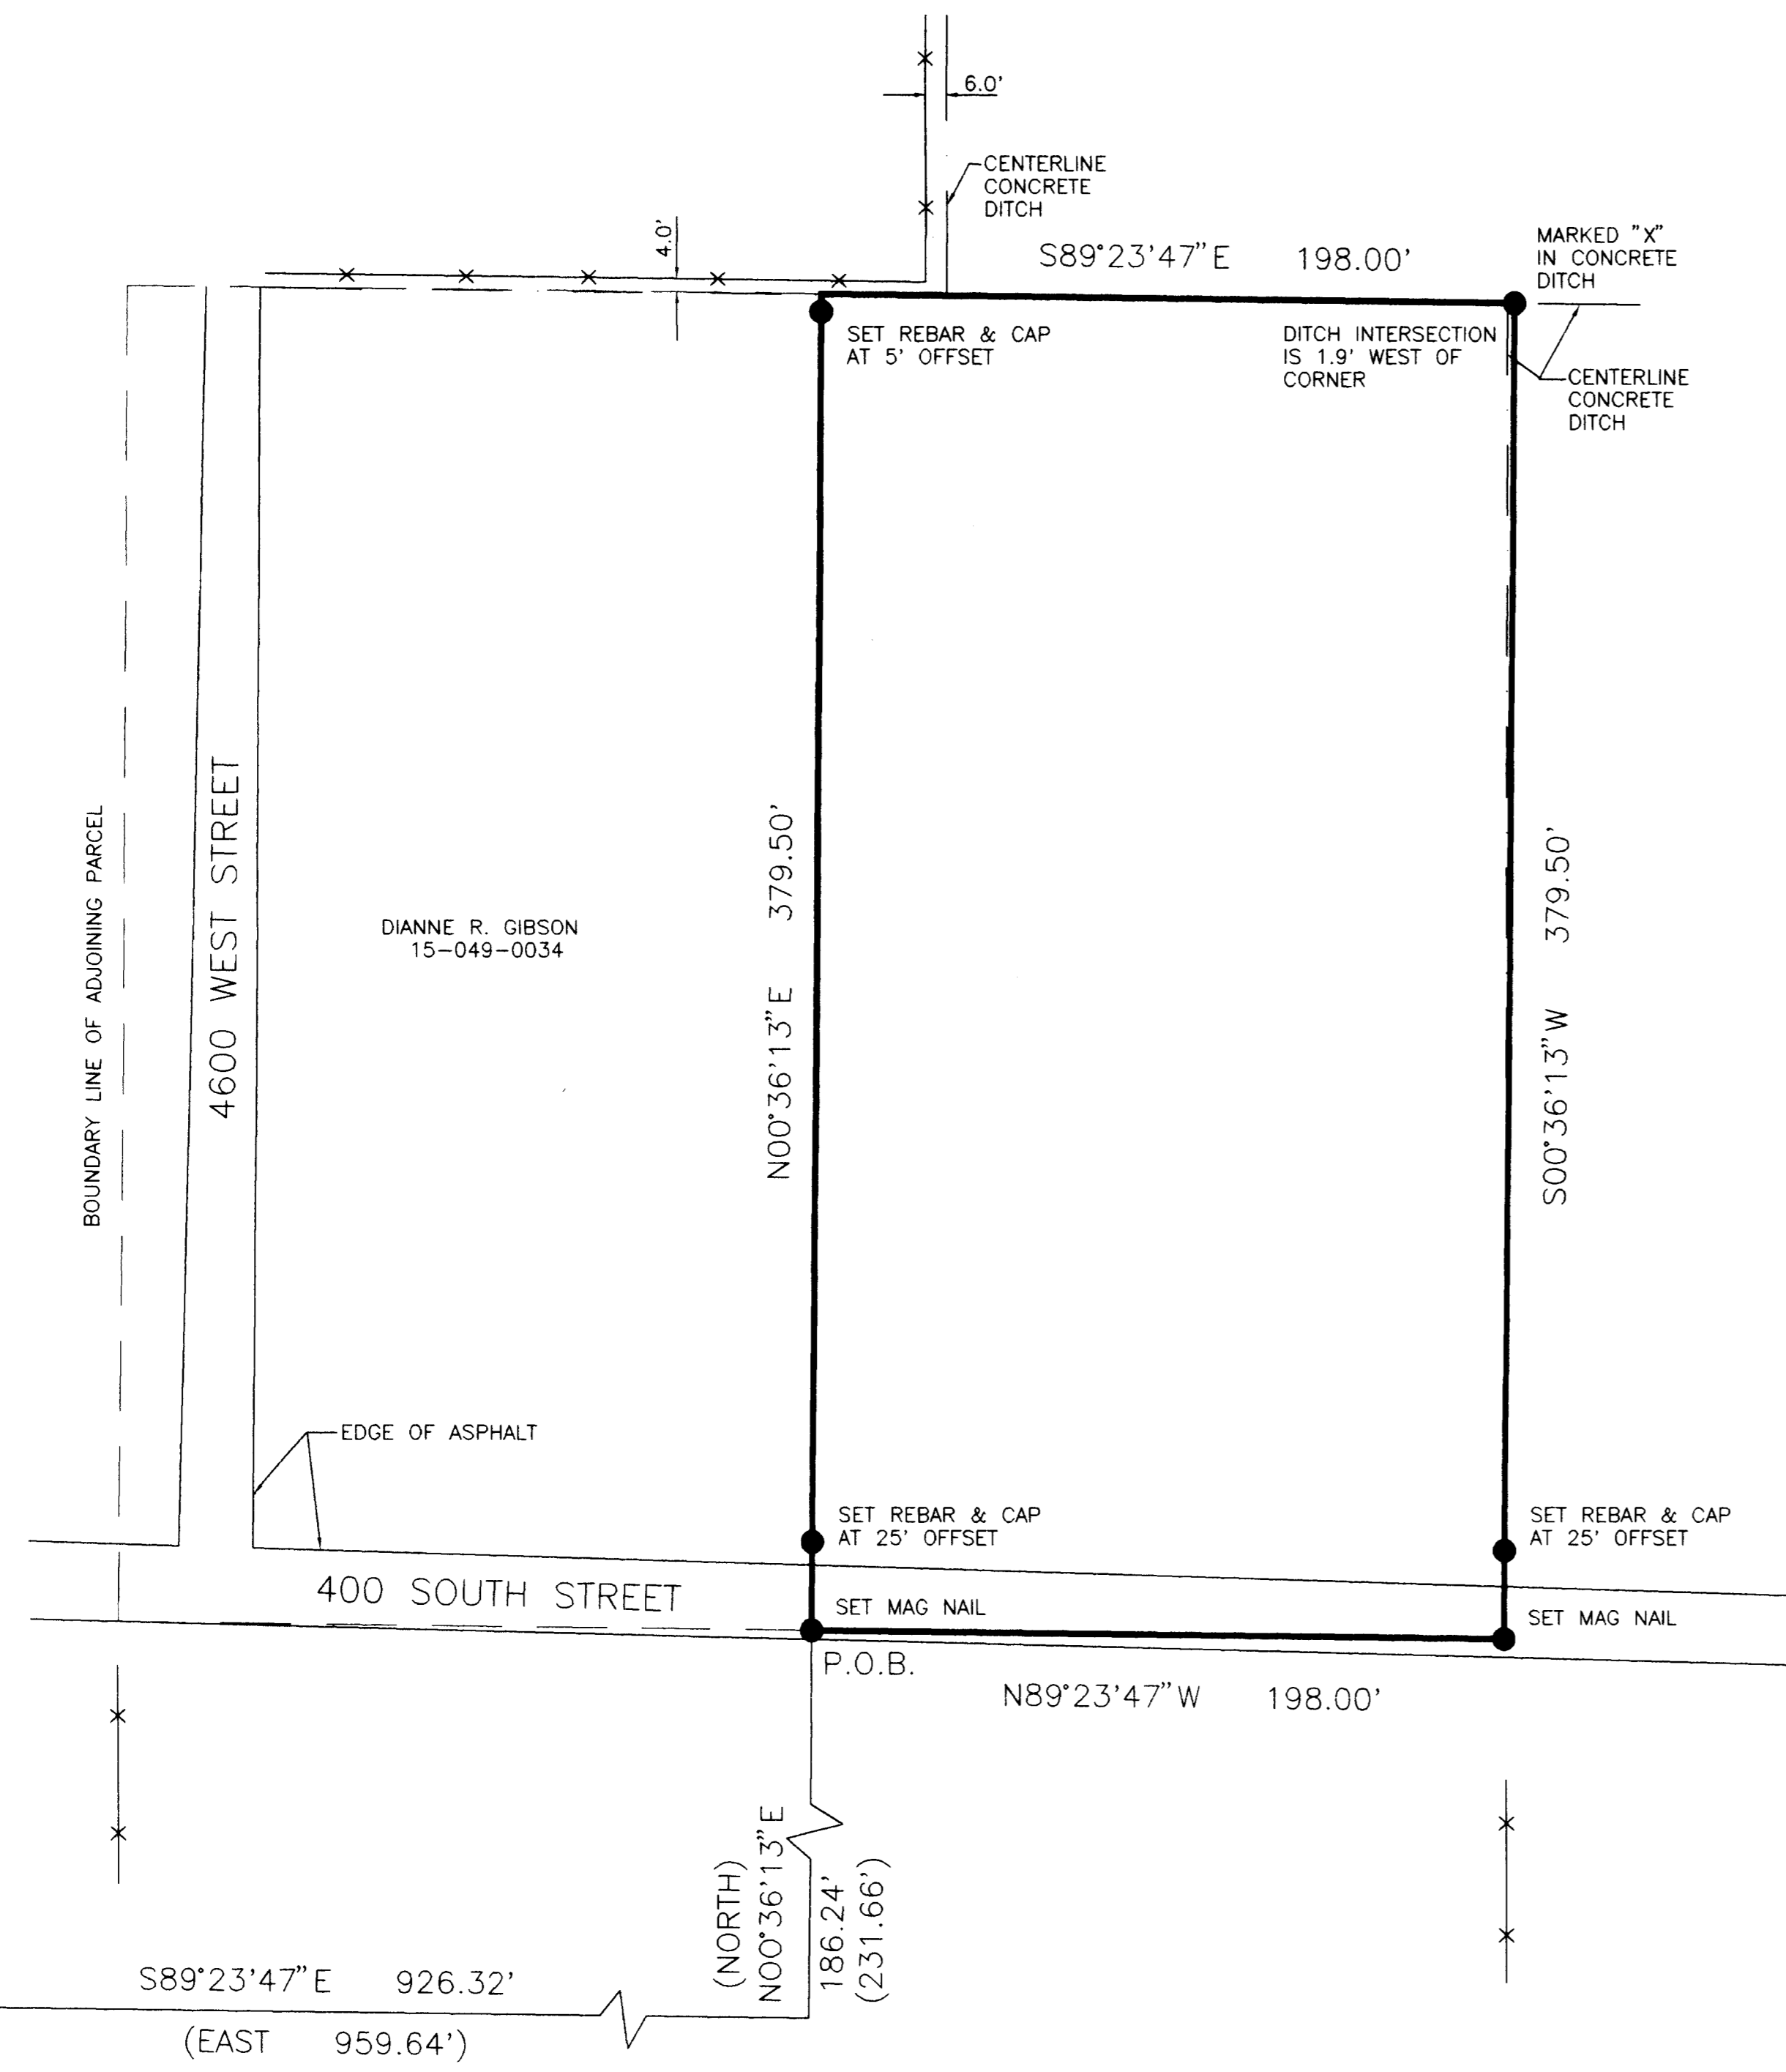 6.0'
CENTERLINE
CONCRETE
DITCH
4.0'
S89°23'47"E 198.00'
MARKED "X"
IN CONCRETE
DITCH
SET REBAR & CAP
AT 5' OFFSET
DITCH INTERSECTION
IS 1.9' WEST OF
CORNER
CENTERLINE
CONCRETE
DITCH
BOUNDARY LINE OF ADJOINING PARCEL
4600 WEST STREET
DIANNE R. GIBSON
15-049-0034
N00°36'13"E 379.50'
S00°36'13"W 379.50'
EDGE OF ASPHALT
SET REBAR & CAP
AT 25' OFFSET
SET REBAR & CAP
AT 25' OFFSET
400 SOUTH STREET
SET MAG NAIL
SET MAG NAIL
P.O.B.
N89°23'47"W 198.00'
(NORTH)
N00°36'13"E
186.24'
(231.66')
S89°23'47"E 926.32'
(EAST 959.64')